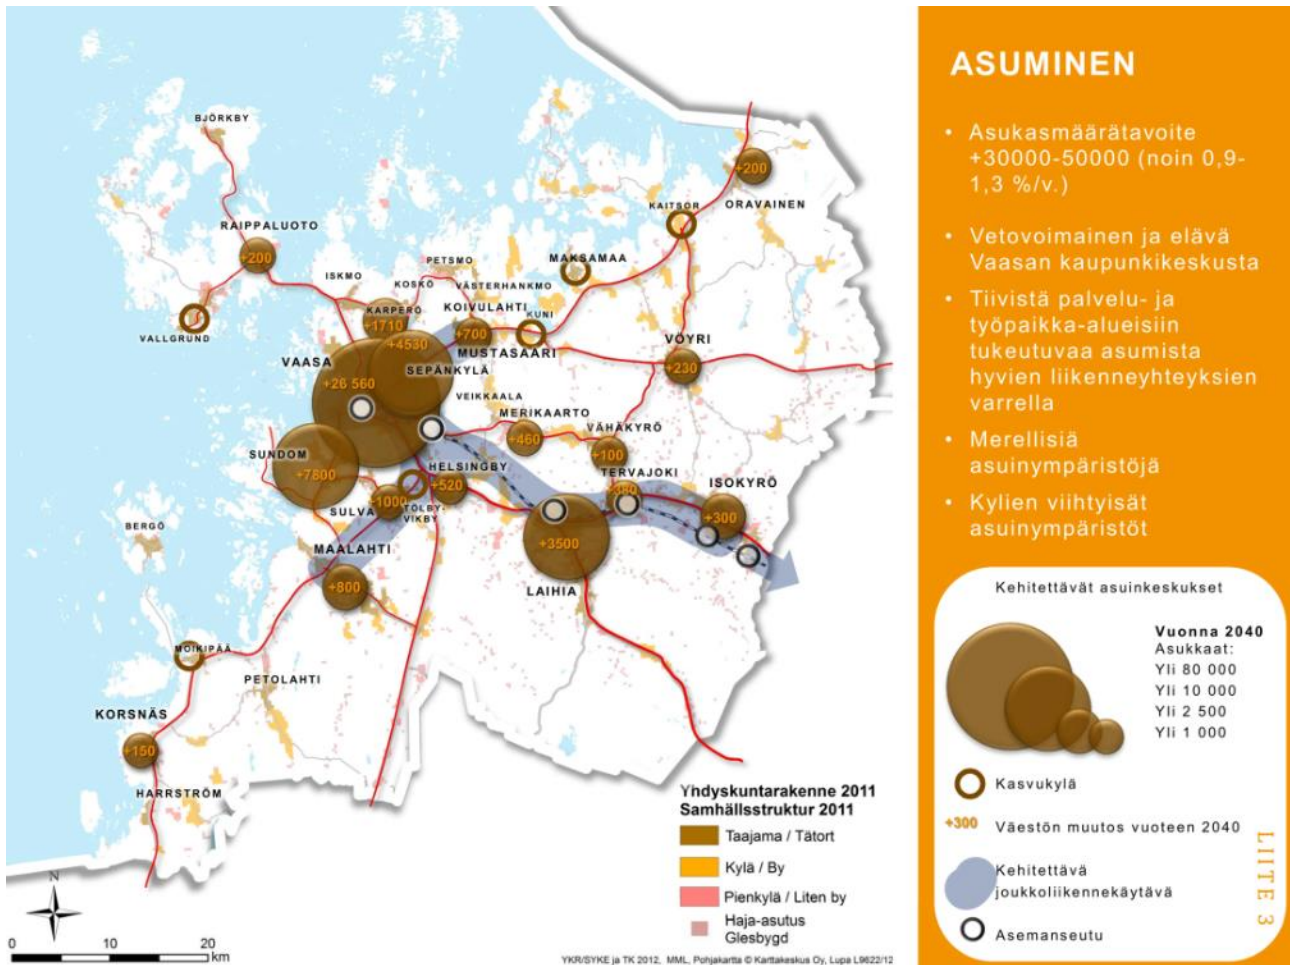 BJÖRKBY
+200
ORAVAINEN
KAITSOR
RAIPPALUOTO
+200
MAKSAMAA
PETSMO
ISKMO
KOSKÖ
VÄSTERHANKMO
KARPERÖ
KOIVULAHTI
KUNI
+1710
+700
VALLGRUND
MUSTASAARI
VÖYRI
+4530
VAASA
SEPÄNKYLÄ
+230
+26 560
VEIKKAALA
MERIKAARTO
VÄHÄKYRÖ
+460
+100
SUNDOM
HELSINGBY
TERVAJOKI
+7800
+520
+380
ISOKYRÖ
+1000
SULVA
TÖLBY-
VIKBY
+300
BERGÖ
MAALAHTI
+3500
+800
LAIHIA
MOIKIPÄÄ
PETOLAHTI
KORSNÄS
+150
HARRSTRÖM
Yhdyskuntarakenne 2011
Samhällsstruktur 2011
Taajama / Tätort
Kylä / By
Pienkylä / Liten by
Haja-asutus
Glesbygd
N
0 10 20
km
YKR/SYKE ja TK 2012, MML, Pohjakartta © Karttakeskus Oy, Lupa L9622/12
ASUMINEN
• Asukasmäärätavoite
+30000-50000 (noin 0,9-
1,3 %/v.)
• Vetovoimainen ja elävä
Vaasan kaupunkikeskusta
• Tiivistä palvelu- ja
työpaikka-alueisiin
tukeutuvaa asumista
hyvien liikenneyhteyksien
varrella
• Merellisiä
asuinympäristöjä
• Kylien viihtyisät
asuinympäristöt
Kehitettävät asuinkeskukset
Vuonna 2040
Asukkaat:
Yli 80 000
Yli 10 000
Yli 2 500
Yli 1 000
Kasvukylä
+300 Väestön muutos vuoteen 2040
Kehitettävä
joukkoliikennekäytävä
Asemanseutu
LIITE 3